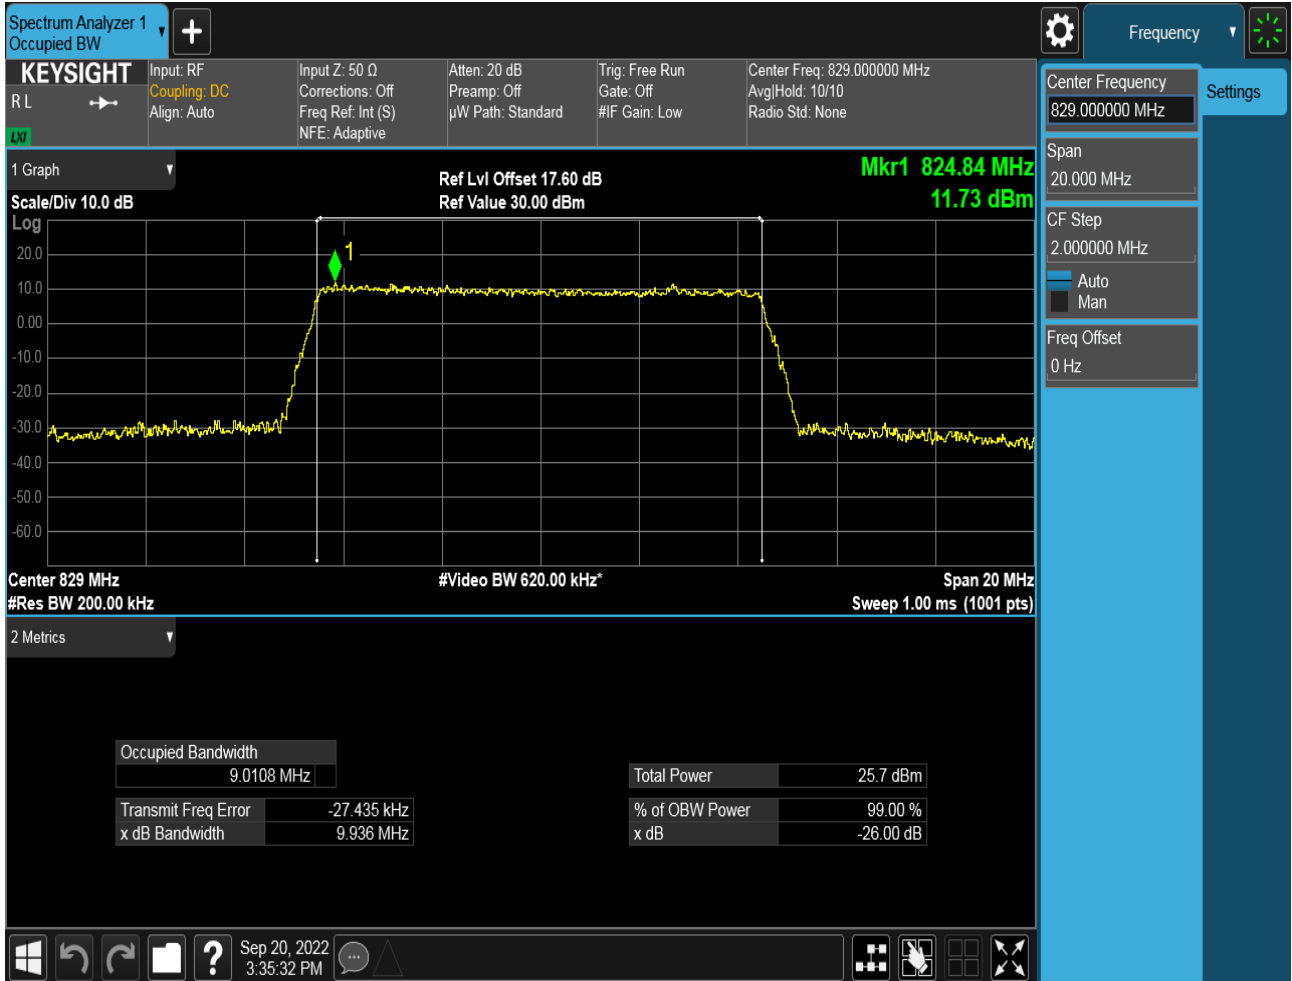 Spectrum Analyzer 1
Occupied BW
Frequency
KEYSIGHT
R L
LXI
Input: RF
Coupling: DC
Align: Auto
Input Z: 50 Ω
Corrections: Off
Freq Ref: Int (S)
NFE: Adaptive
Atten: 20 dB
Preamp: Off
µW Path: Standard
Trig: Free Run
Gate: Off
#IF Gain: Low
Center Freq: 829.000000 MHz
Avg|Hold: 10/10
Radio Std: None
Center Frequency
829.000000 MHz
Settings
Span
20.000 MHz
CF Step
2.000000 MHz
Auto
Man
Freq Offset
0 Hz
1 Graph
Scale/Div 10.0 dB
Ref Lvl Offset 17.60 dB
Ref Value 30.00 dBm
Mkr1 824.84 MHz
11.73 dBm
Log
1
20.0
10.0
0.00
-10.0
-20.0
-30.0
-40.0
-50.0
-60.0
Center 829 MHz
#Video BW 620.00 kHz*
Span 20 MHz
#Res BW 200.00 kHz
Sweep 1.00 ms (1001 pts)
2 Metrics
Occupied Bandwidth
9.0108 MHz
Total Power 25.7 dBm
Transmit Freq Error -27.435 kHz
% of OBW Power 99.00 %
x dB Bandwidth 9.936 MHz
x dB -26.00 dB
?
Sep 20, 2022
3:35:32 PM